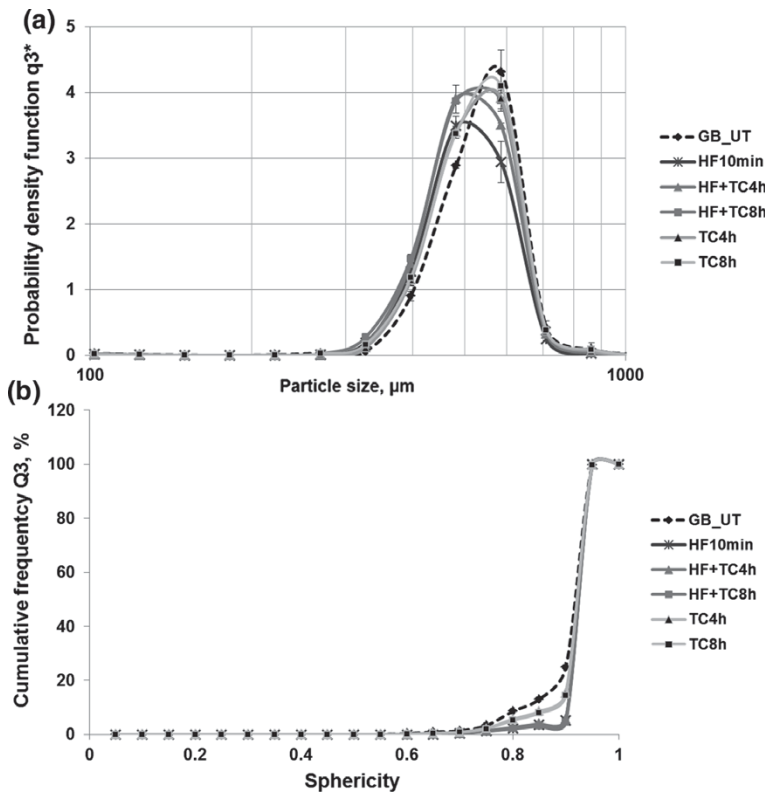 (a)
Probability density function q3*
5
4
3
2
1
0
100
1000
Particle size, µm
GB_UT
HF10min
HF+TC4h
HF+TC8h
TC4h
TC8h
(b)
Cumulative frequentcy Q3, %
120
100
80
60
40
20
0
0
0.2
0.4
0.6
0.8
1
Sphericity
GB_UT
HF10min
HF+TC4h
HF+TC8h
TC4h
TC8h